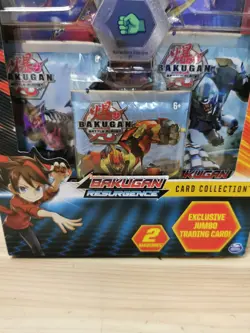 BAKUGAN
BAKUGAN
BAKUGAN
6+
BAKUGAN
RESURGENCE
CARD COLLECTION
2
EXCLUSIVE
JUMBO
TRADING CARD!